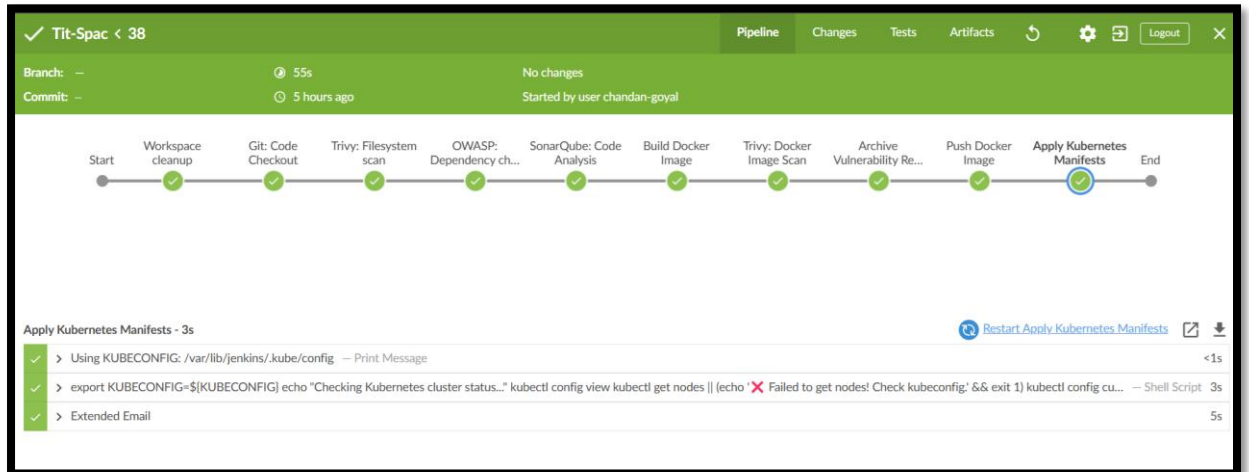 Tit-Spac < 38
Pipeline
Changes
Tests
Artifacts
Logout
Branch: —
55s
No changes
Commit: —
5 hours ago
Started by user chandan-goyal
Start
Workspace
cleanup
Git: Code
Checkout
Trivy: Filesystem
scan
OWASP:
Dependency ch...
SonarQube: Code
Analysis
Build Docker
Image
Trivy: Docker
Image Scan
Archive
Vulnerability Re...
Push Docker
Image
Apply Kubernetes
Manifests
End
Apply Kubernetes Manifests - 3s
Restart Apply Kubernetes Manifests
Using KUBECONFIG: /var/lib/jenkins/.kube/config — Print Message <1s
export KUBECONFIG=${KUBECONFIG} echo "Checking Kubernetes cluster status..." kubectl config view kubectl get nodes || (echo '❌ Failed to get nodes! Check kubeconfig.' && exit 1) kubectl config cu... — Shell Script 3s
Extended Email 5s